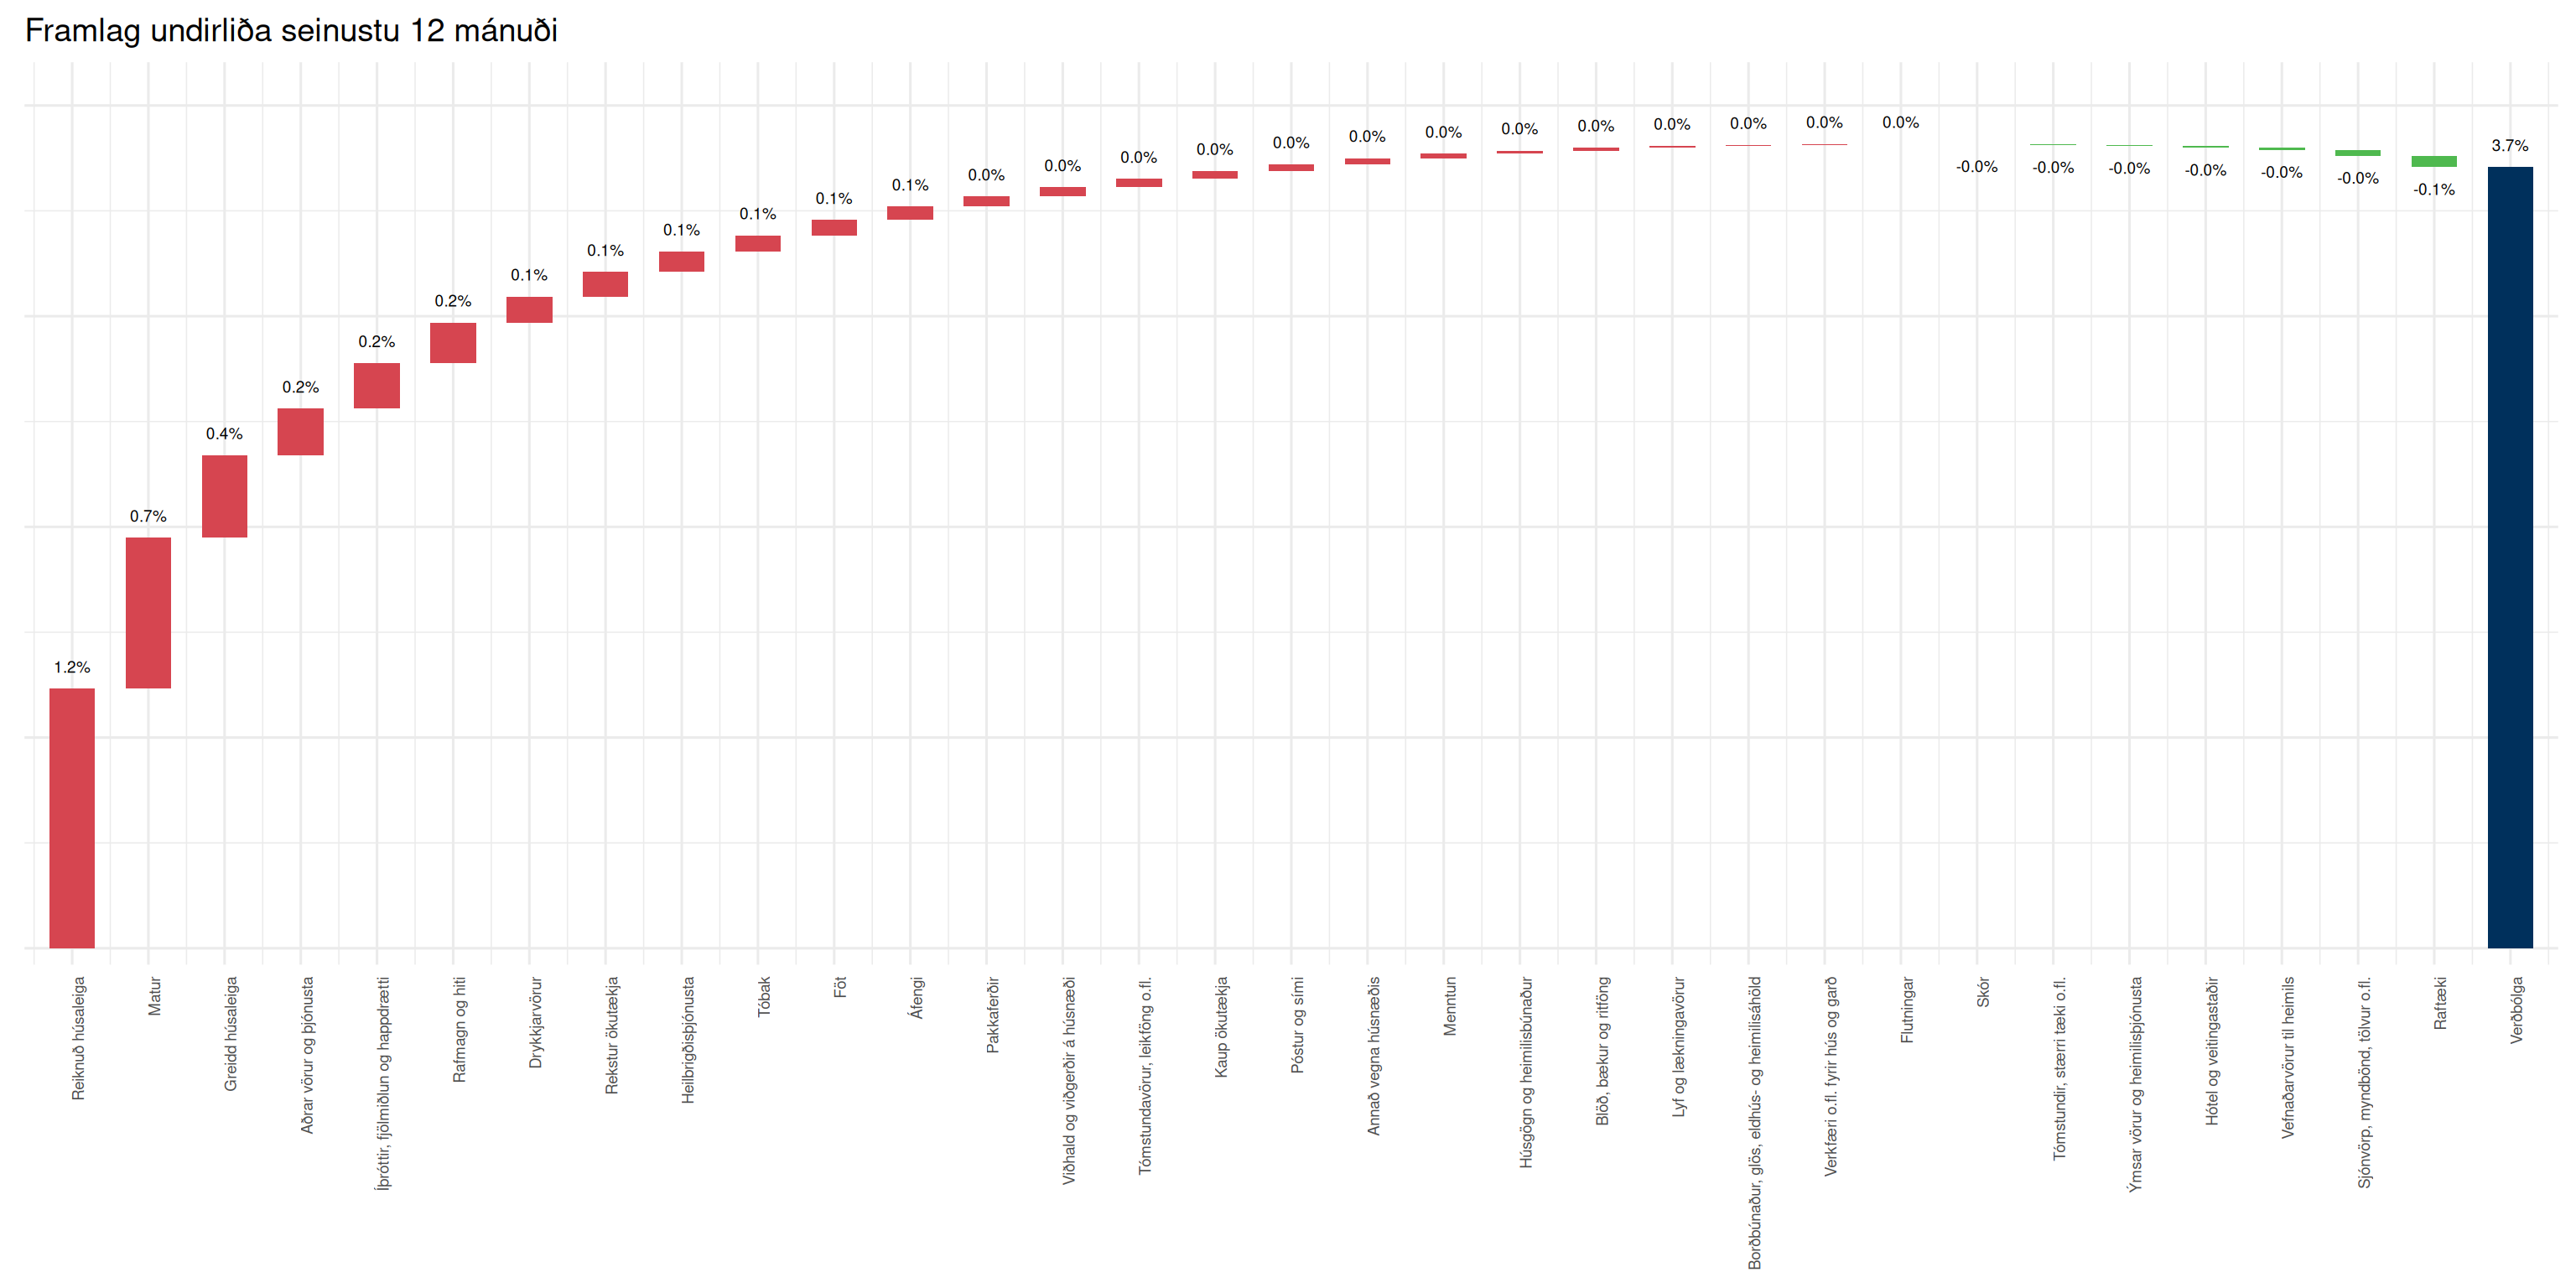 Framlag undirliða seinustu 12 mánuði
1.2%
0.7%
0.4%
0.2%
0.2%
0.2%
0.1%
0.1%
0.1%
0.1%
0.1%
0.1%
0.0%
0.0%
0.0%
0.0%
0.0%
0.0%
0.0%
0.0%
0.0%
0.0%
0.0%
0.0%
0.0%
-0.0%
-0.0%
-0.0%
-0.0%
-0.0%
-0.0%
-0.1%
3.7%
Reiknuð húsaleiga
Matur
Greidd húsaleiga
Aðrar vörur og þjónusta
Íþróttir, fjölmiðlun og happdrætti
Rafmagn og hiti
Drykkjarvörur
Rekstur ökutækja
Heilbrigðisþjónusta
Tóbak
Föt
Áfengi
Pakkaferðir
Viðhald og viðgerðir á húsnæði
Tómstundavörur, leikföng o.fl.
Kaup ökutækja
Póstur og sími
Annað vegna húsnæðis
Menntun
Húsgögn og heimilisbúnaður
Blöð, bækur og ritföng
Lyf og lækningavörur
Borðbúnaður, glös, eldhús- og heimilisáhöld
Verkfæri o.fl. fyrir hús og garð
Flutningar
Skór
Tómstundir, stærri tæki o.fl.
Ýmsar vörur og heimilisþjónusta
Hótel og veitingastaðir
Vefnaðarvörur til heimils
Sjónvörp, myndbönd, tölvur o.fl.
Raftæki
Verðbólga